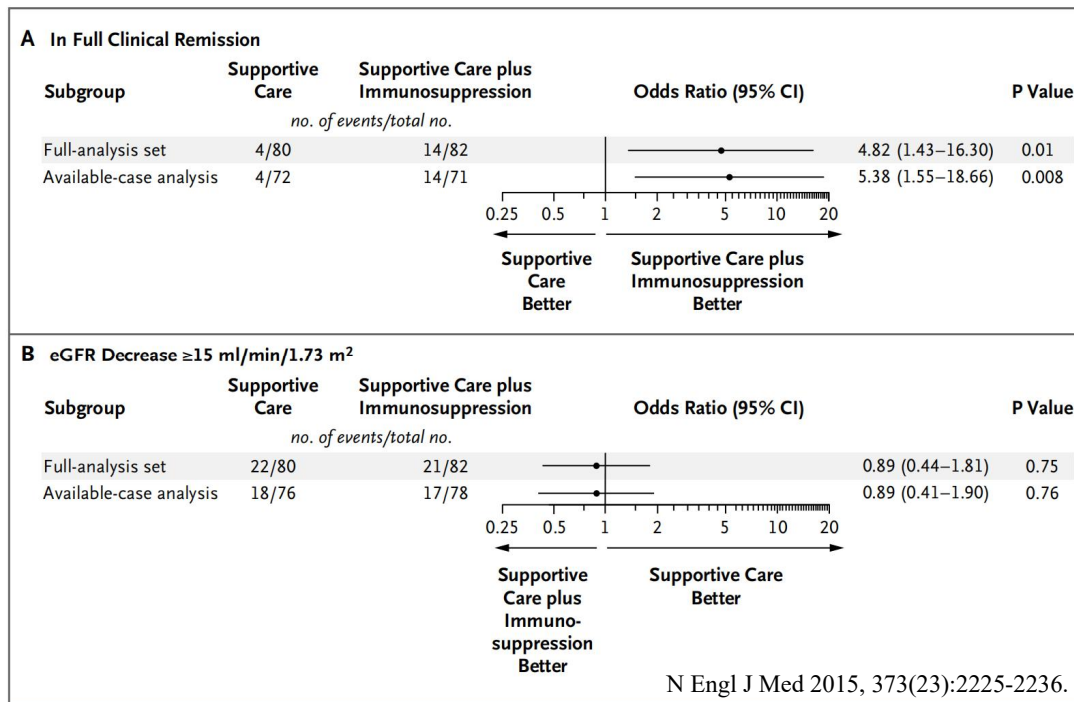 A In Full Clinical Remission
Supportive Supportive Care plus
Subgroup Care Immunosuppression Odds Ratio (95% CI) P Value
no. of events/total no.
Full-analysis set 4/80 14/82 4.82 (1.43–16.30) 0.01
Available-case analysis 4/72 14/71 5.38 (1.55–18.66) 0.008
0.25 0.5 1 2 5 10 20
Supportive Supportive Care plus
Care Immunosuppression
Better Better
B eGFR Decrease ≥15 ml/min/1.73 m²
Supportive Supportive Care plus
Subgroup Care Immunosuppression Odds Ratio (95% CI) P Value
no. of events/total no.
Full-analysis set 22/80 21/82 0.89 (0.44–1.81) 0.75
Available-case analysis 18/76 17/78 0.89 (0.41–1.90) 0.76
0.25 0.5 1 2 5 10 20
Supportive Supportive Care
Care plus Better
Immuno-
suppression
Better
N Engl J Med 2015, 373(23):2225-2236.